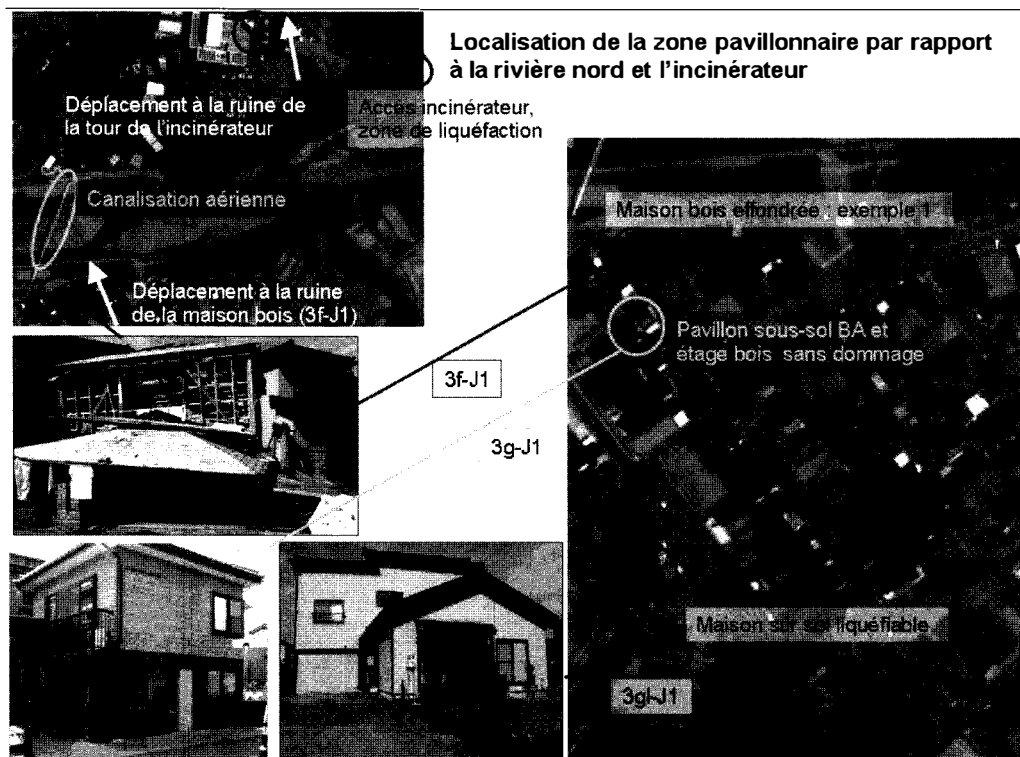 Localisation de la zone pavillonnaire par rapport
à la rivière nord et l'incinérateur
Déplacement à la ruine de
la tour de l'incinérateur
Accès incinérateur,
zone de liquéfaction
Canalisation aérienne
Déplacement à la ruine
de la maison bois (3f-J1)
Maison bois effondrée : exemple 1
Pavillon sous-sol BA et
étage bois sans dommage
3f-J1
3g-J1
Maison sur sol liquéfiable
3gl-J1